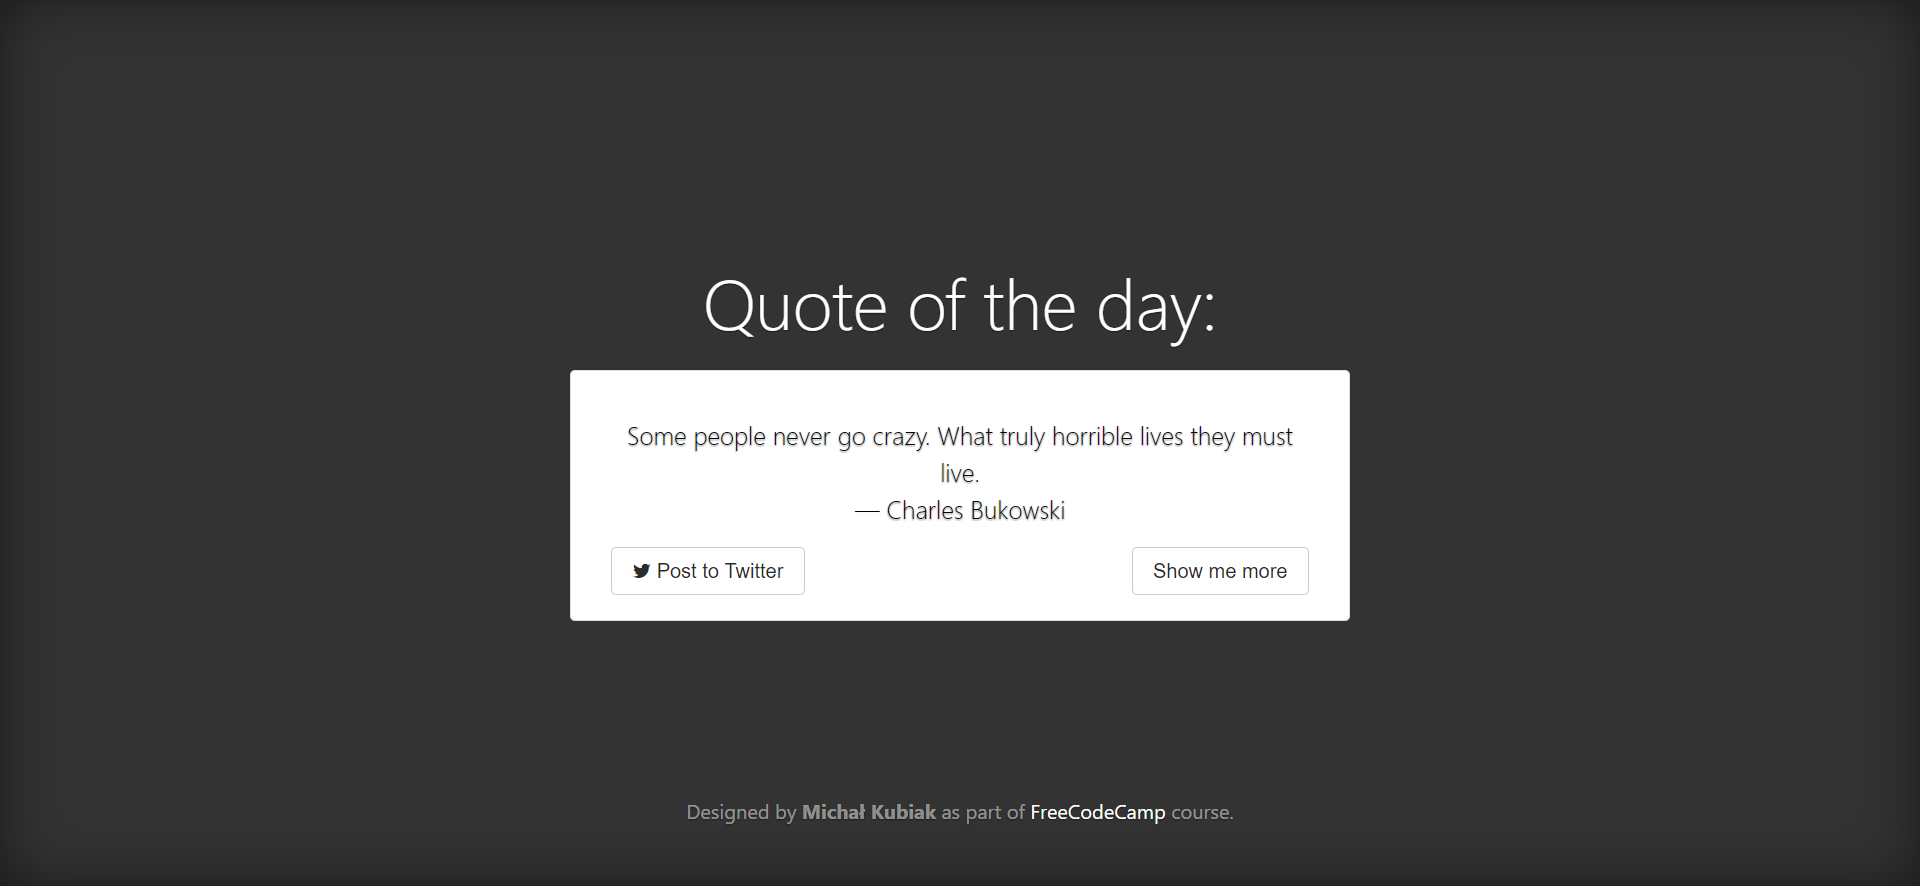 Quote of the day:
Some people never go crazy. What truly horrible lives they must
live.
— Charles Bukowski
Post to Twitter
Show me more
Designed by Michał Kubiak as part of FreeCodeCamp course.